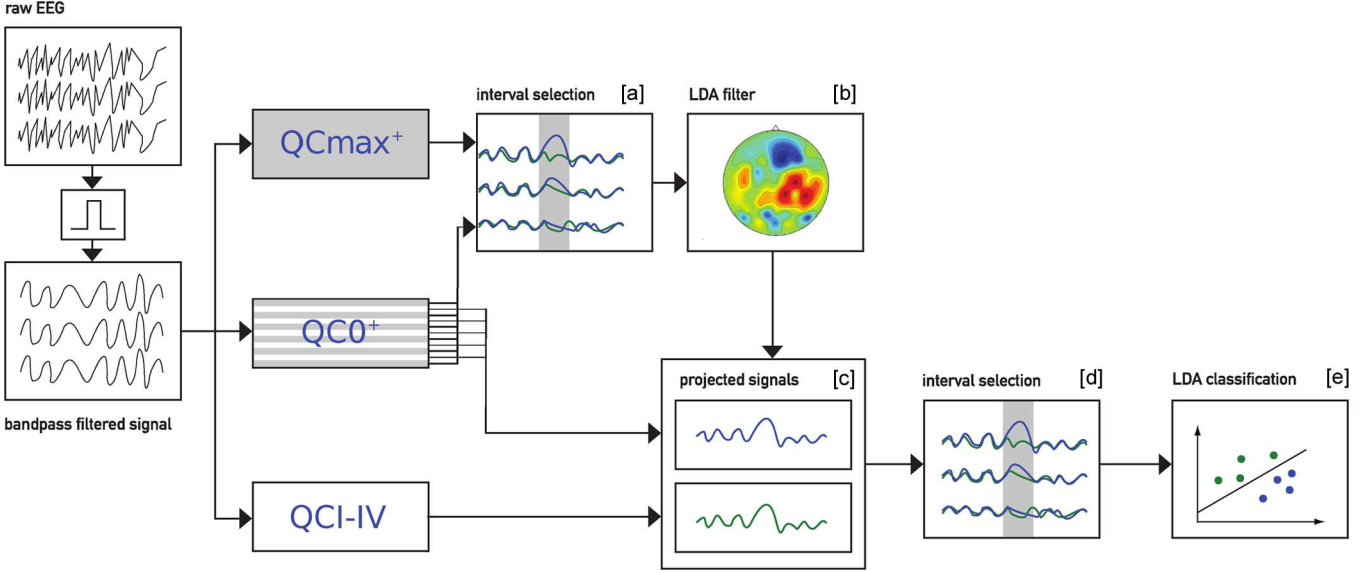 raw EEG
bandpass filtered signal
QCmax⁺
QC0⁺
QCI-IV
interval selection [a]
LDA filter [b]
projected signals [c]
interval selection [d]
LDA classification [e]